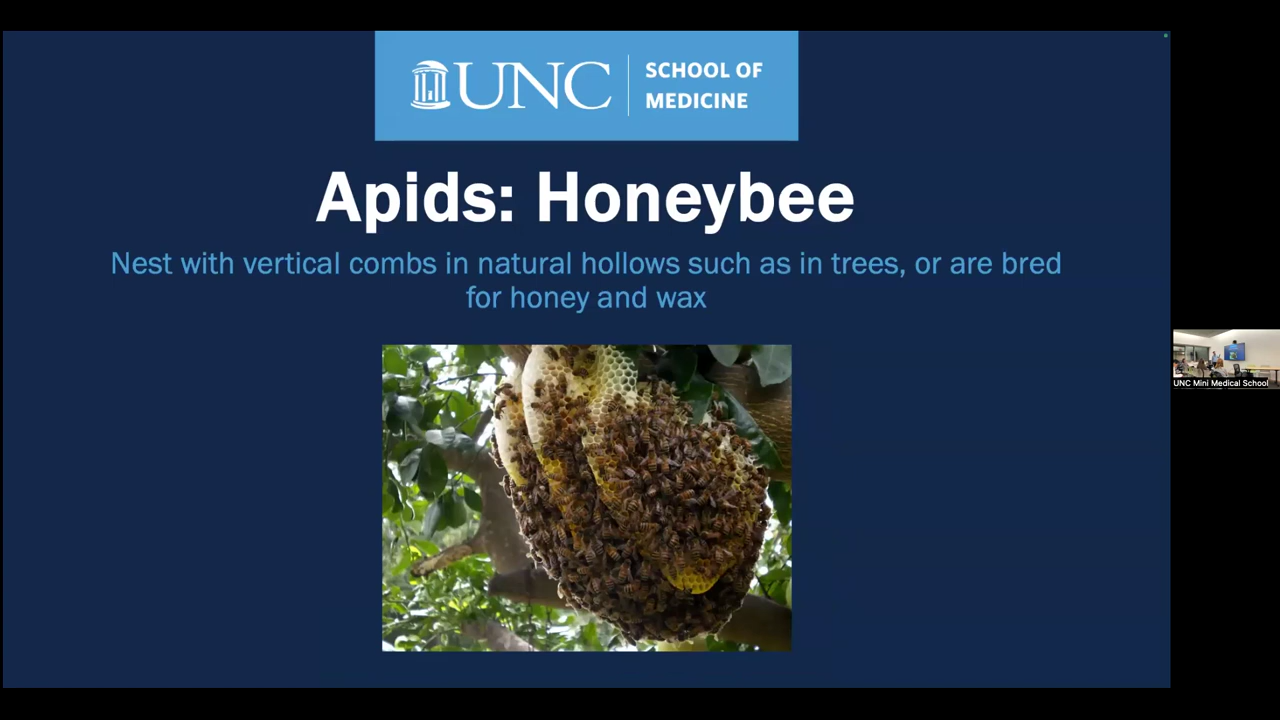 UNC
SCHOOL OF
MEDICINE
Apids: Honeybee
Nest with vertical combs in natural hollows such as in trees, or are bred
for honey and wax
UNC Mini Medical School